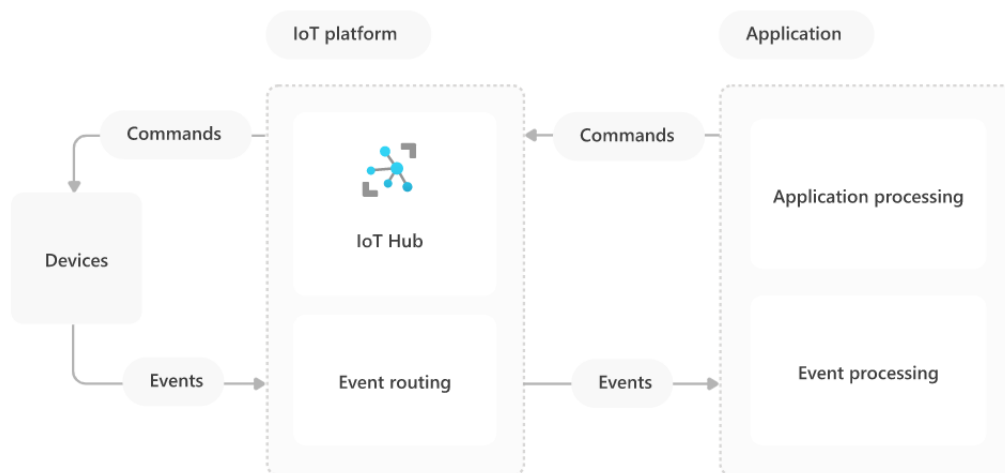 IoT platform
Application
Commands
Commands
IoT Hub
Application processing
Devices
Events
Event routing
Events
Event processing